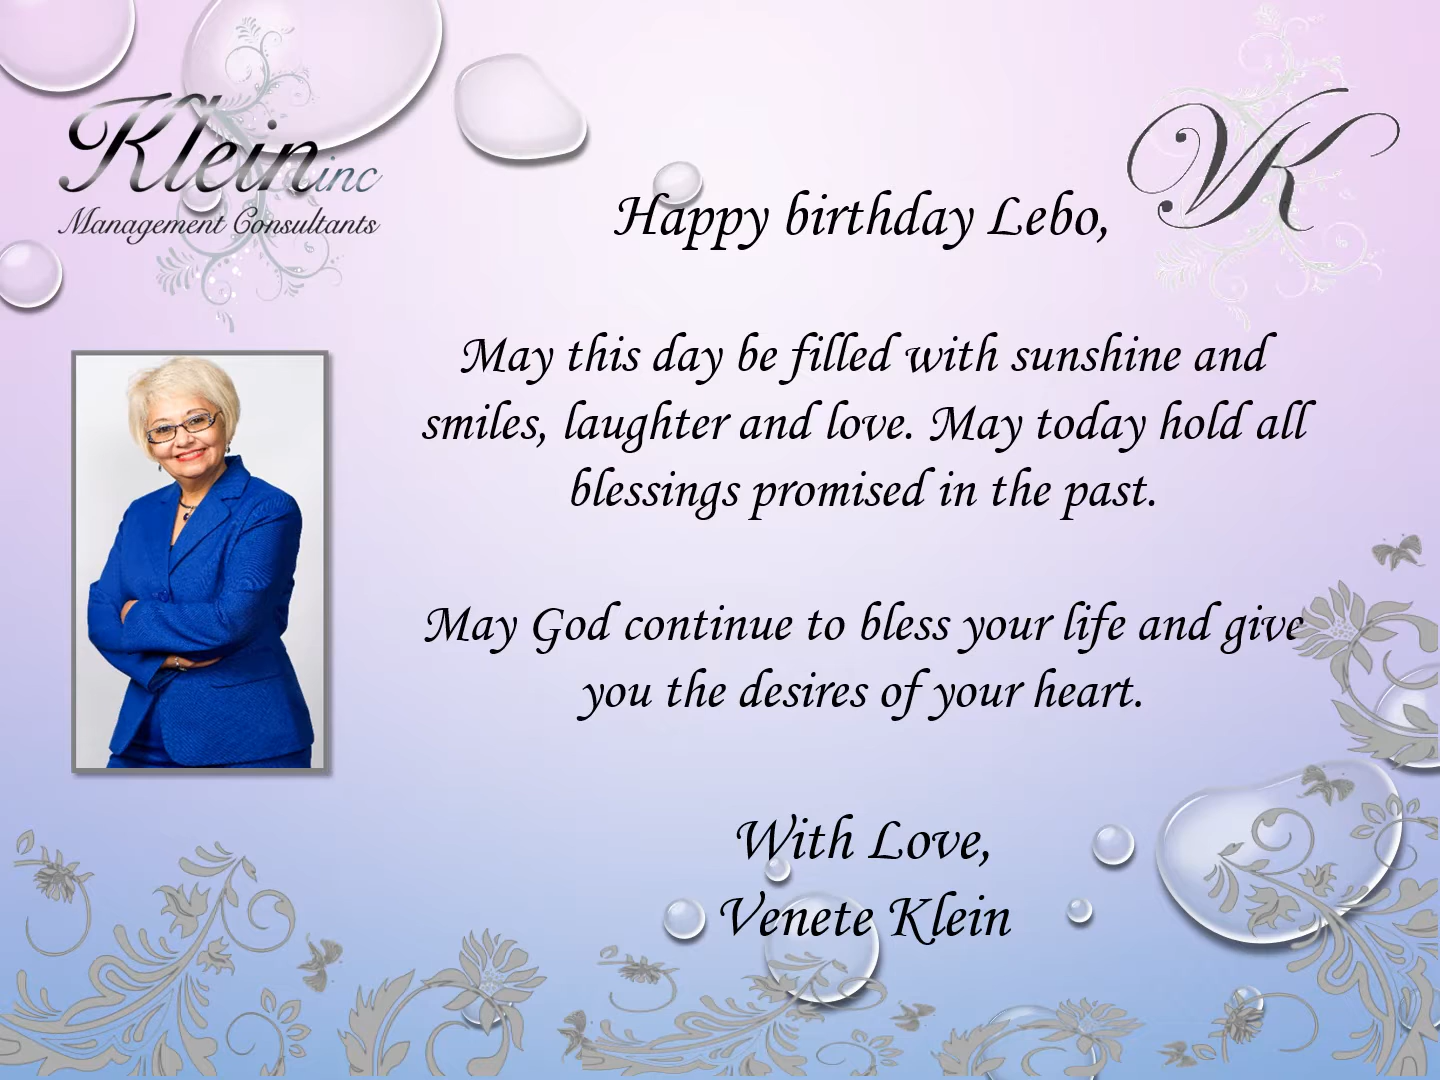 Klein inc
Management Consultants
VK
Happy birthday Lebo,
May this day be filled with sunshine and
smiles, laughter and love. May today hold all
blessings promised in the past.
May God continue to bless your life and give
you the desires of your heart.
With Love,
Venete Klein